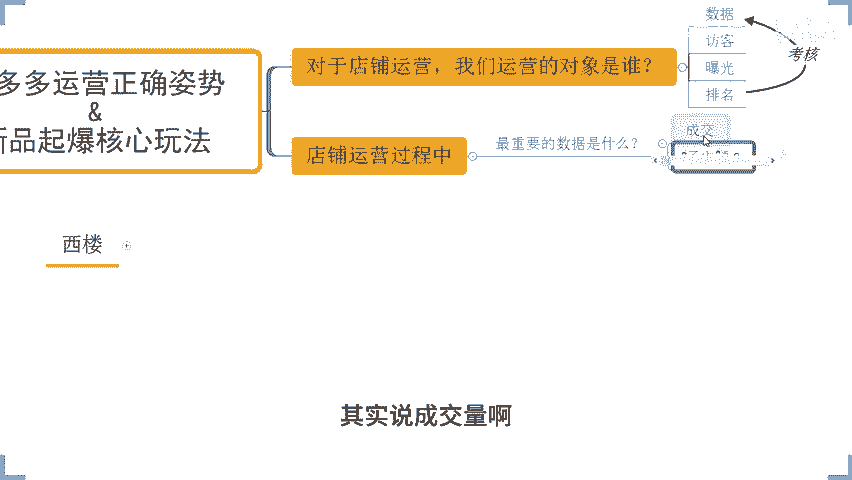 多多运营正确姿势
&
新品起爆核心玩法
对于店铺运营，我们运营的对象是谁？
数据
访客
曝光
排名
考核
店铺运营过程中
最重要的数据是什么？
成交
西楼
其实说成交量啊